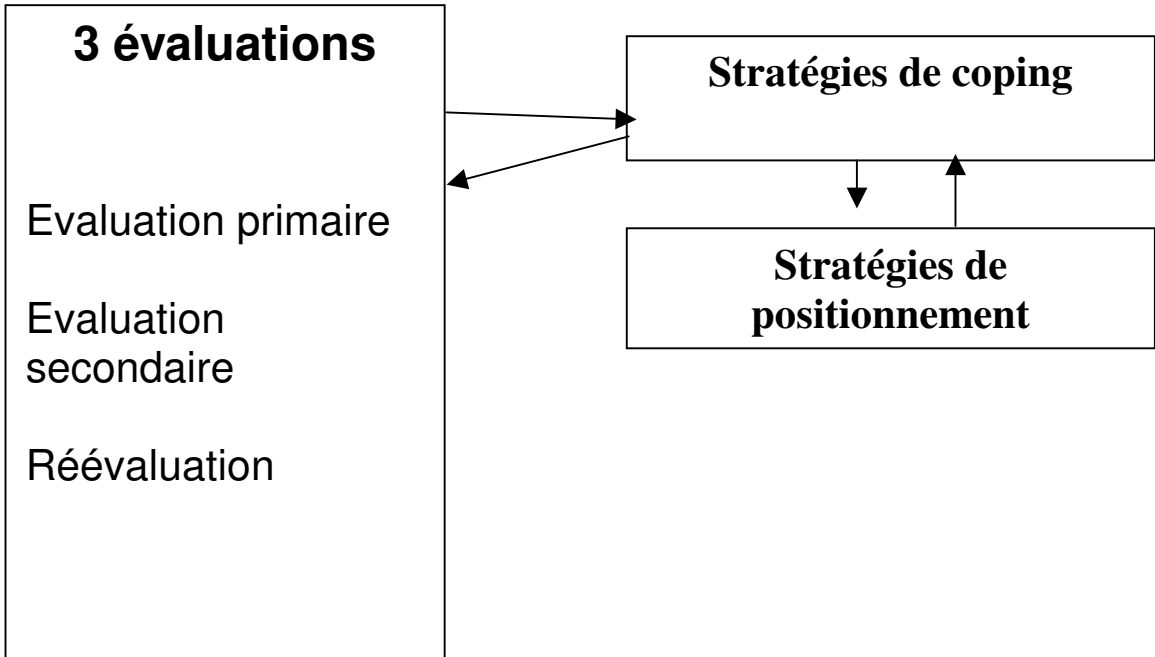 3 évaluations
Evaluation primaire
Evaluation
secondaire
Réévaluation
Stratégies de coping
Stratégies de
positionnement